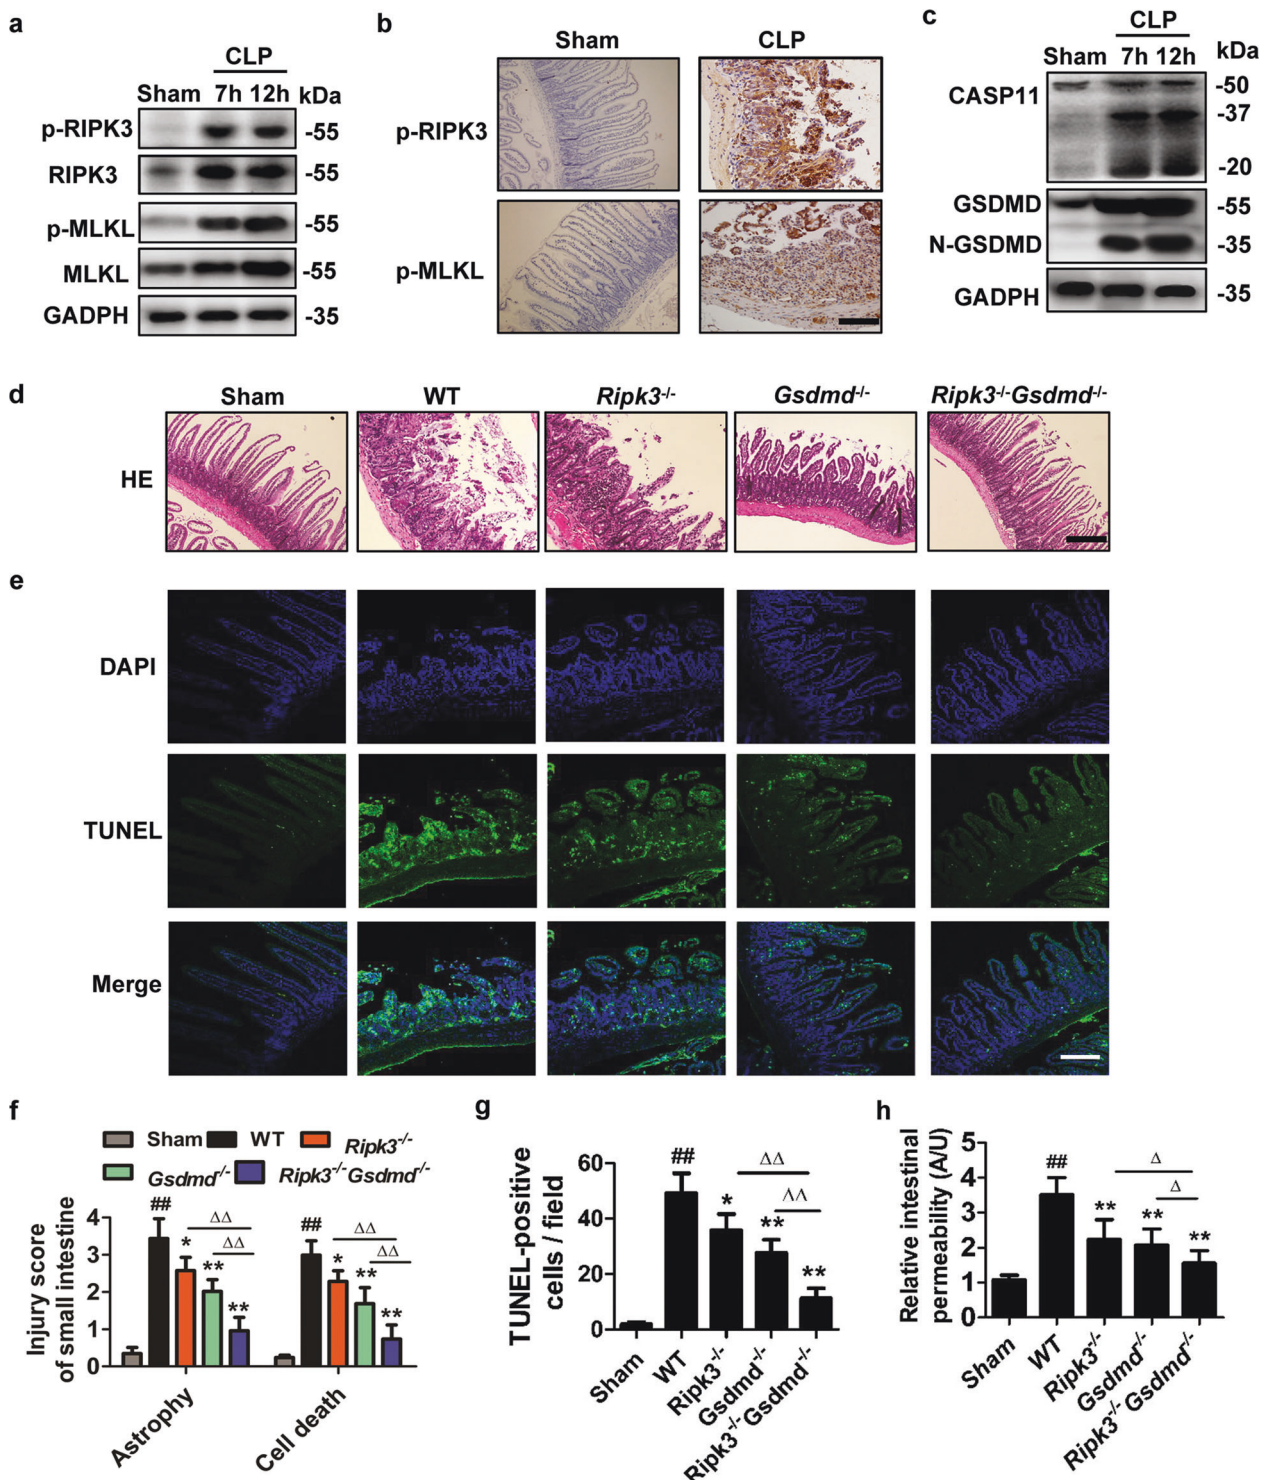 a
CLP
Sham 7h 12h kDa
p-RIPK3 -55
RIPK3 -55
p-MLKL -55
MLKL -55
GADPH -35
b
Sham CLP
p-RIPK3
p-MLKL
c
CLP
Sham 7h 12h kDa
CASP11 -50
-37
-20
GSDMD -55
N-GSDMD -35
GADPH -35
d
Sham WT Ripk3-/- Gsdmd-/- Ripk3-/-Gsdmd-/-
HE
e
DAPI
TUNEL
Merge
f
Sham WT Ripk3-/-
Gsdmd-/- Ripk3-/-Gsdmd-/-
Injury score
of small intestine
4
3
2
1
0
## * ** ** ΔΔ ΔΔ
## * ** ** ΔΔ ΔΔ
Astrophy
Cell death
g
TUNEL-positive
cells / field
60
40
20
0
## * ** ** ΔΔ ΔΔ
Sham
WT
Ripk3-/-
Gsdmd-/-
Ripk3-/-Gsdmd-/-
h
Relative intestinal
permeability (A/U)
5
4
3
2
1
0
## ** ** ** Δ Δ
Sham
WT
Ripk3-/-
Gsdmd-/-
Ripk3-/-Gsdmd-/-